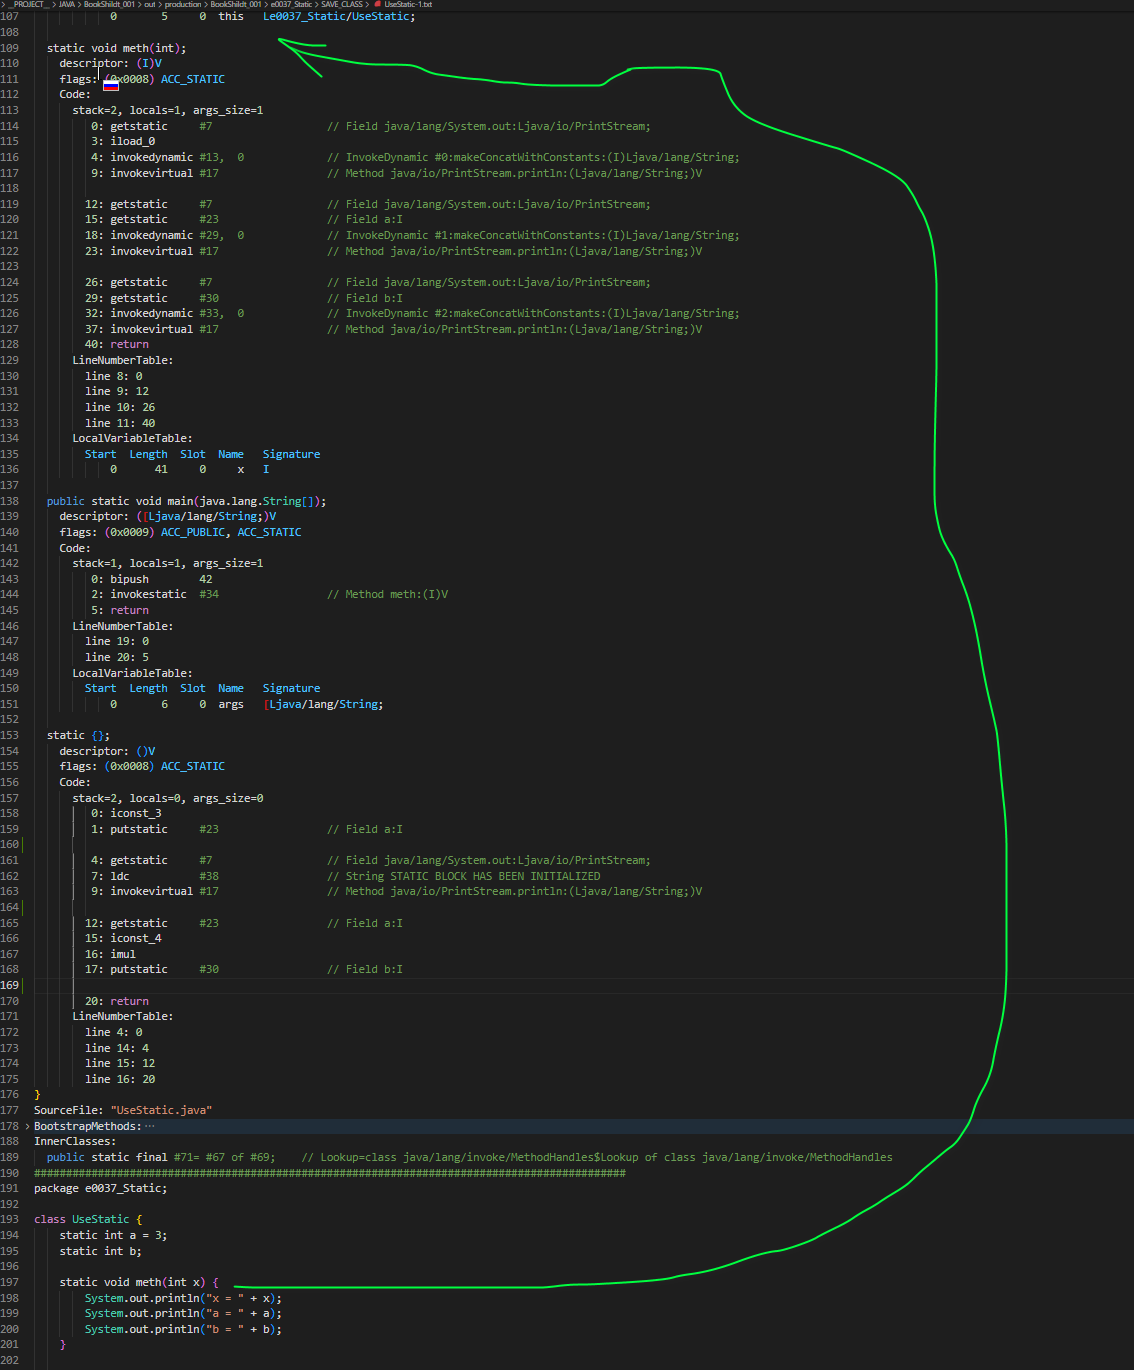 > __PROJECT__ > JAVA > BookShildt_001 > out > production > BookShildt_001 > e0037_Static > SAVE_CLASS > UseStatic-1.txt
107 0 5 0 this Le0037_Static/UseStatic;
108
109 static void meth(int);
110 descriptor: (I)V
111 flags: (0x0008) ACC_STATIC
112 Code:
113 stack=2, locals=1, args_size=1
114 0: getstatic #7 // Field java/lang/System.out:Ljava/io/PrintStream;
115 3: iload_0
116 4: invokedynamic #13, 0 // InvokeDynamic #0:makeConcatWithConstants:(I)Ljava/lang/String;
117 9: invokevirtual #17 // Method java/io/PrintStream.println:(Ljava/lang/String;)V
118
119 12: getstatic #7 // Field java/lang/System.out:Ljava/io/PrintStream;
120 15: getstatic #23 // Field a:I
121 18: invokedynamic #29, 0 // InvokeDynamic #1:makeConcatWithConstants:(I)Ljava/lang/String;
122 23: invokevirtual #17 // Method java/io/PrintStream.println:(Ljava/lang/String;)V
123
124 26: getstatic #7 // Field java/lang/System.out:Ljava/io/PrintStream;
125 29: getstatic #30 // Field b:I
126 32: invokedynamic #33, 0 // InvokeDynamic #2:makeConcatWithConstants:(I)Ljava/lang/String;
127 37: invokevirtual #17 // Method java/io/PrintStream.println:(Ljava/lang/String;)V
128 40: return
129 LineNumberTable:
130 line 8: 0
131 line 9: 12
132 line 10: 26
133 line 11: 40
134 LocalVariableTable:
135 Start Length Slot Name Signature
136 0 41 0 x I
137
138 public static void main(java.lang.String[]);
139 descriptor: ([Ljava/lang/String;)V
140 flags: (0x0009) ACC_PUBLIC, ACC_STATIC
141 Code:
142 stack=1, locals=1, args_size=1
143 0: bipush 42
144 2: invokestatic #34 // Method meth:(I)V
145 5: return
146 LineNumberTable:
147 line 19: 0
148 line 20: 5
149 LocalVariableTable:
150 Start Length Slot Name Signature
151 0 6 0 args [Ljava/lang/String;
152
153 static {};
154 descriptor: ()V
155 flags: (0x0008) ACC_STATIC
156 Code:
157 stack=2, locals=0, args_size=0
158 0: iconst_3
159 1: putstatic #23 // Field a:I
160
161 4: getstatic #7 // Field java/lang/System.out:Ljava/io/PrintStream;
162 7: ldc #38 // String STATIC BLOCK HAS BEEN INITIALIZED
163 9: invokevirtual #17 // Method java/io/PrintStream.println:(Ljava/lang/String;)V
164
165 12: getstatic #23 // Field a:I
166 15: iconst_4
167 16: imul
168 17: putstatic #30 // Field b:I
169
170 20: return
171 LineNumberTable:
172 line 4: 0
173 line 14: 4
174 line 15: 12
175 line 16: 20
176 }
177 SourceFile: "UseStatic.java"
178 > BootstrapMethods: ···
188 InnerClasses:
189 public static final #71= #67 of #69; // Lookup=class java/lang/invoke/MethodHandles$Lookup of class java/lang/invoke/MethodHandles
190 ############################################################################################
191 package e0037_Static;
192
193 class UseStatic {
194 static int a = 3;
195 static int b;
196
197 static void meth(int x) {
198 System.out.println("x = " + x);
199 System.out.println("a = " + a);
200 System.out.println("b = " + b);
201 }
202